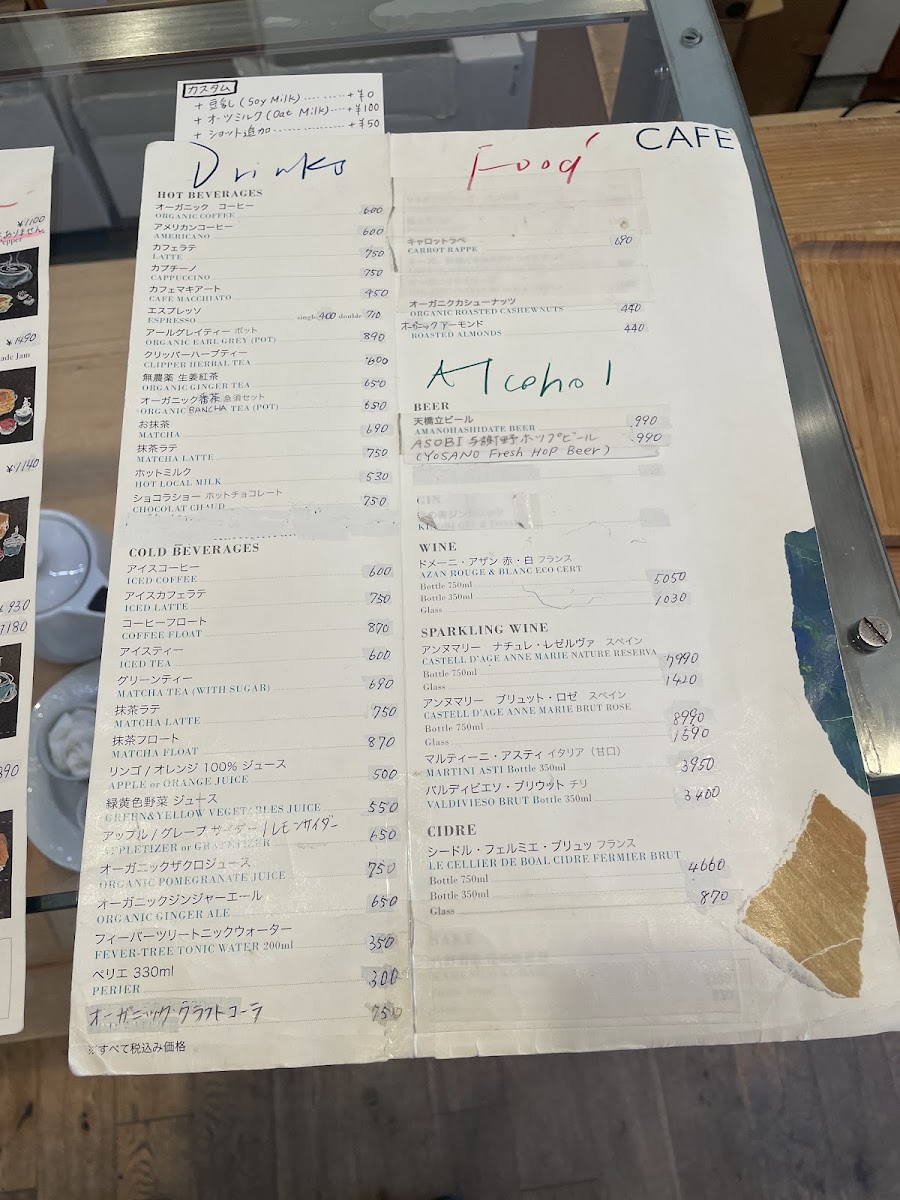 カスタム
+ 豆乳 (Soy Milk) ......... +¥0
+ オーツミルク (Oat Milk) ... +¥100
+ ショット追加 .............. +¥50
¥1100
ありません
Pepper
¥1490
ade Jam
¥1140
¥930
1180
890
CAFE
Drinks
HOT BEVERAGES
オーガニック コーヒー
ORGANIC COFFEE 600
アメリカンコーヒー
AMERICANO 600
カフェラテ
LATTE 750
カプチーノ
CAPPUCCINO 750
カフェマキアート
CAFE MACCHIATO 450
エスプレッソ
ESPRESSO single 400 double 710
アールグレイティー ポット
ORGANIC EARL GREY (POT) 890
クリッパーハーブティー
CLIPPER HERBAL TEA 600
無農薬 生姜紅茶
ORGANIC GINGER TEA 650
オーガニック番茶 急須セット
ORGANIC BANCHA TEA (POT) 650
お抹茶
MATCHA 690
抹茶ラテ
MATCHA LATTE 750
ホットミルク
HOT LOCAL MILK 530
ショコラショー ホットチョコレート
CHOCOLAT CHAUD 750
COLD BEVERAGES
アイスコーヒー
ICED COFFEE 600
アイスカフェラテ
ICED LATTE 750
コーヒーフロート
COFFEE FLOAT 870
アイスティー
ICED TEA 600
グリーンティー
MATCHA TEA (WITH SUGAR) 690
抹茶ラテ
MATCHA LATTE 750
抹茶フロート
MATCHA FLOAT 870
リンゴ / オレンジ 100% ジュース
APPLE or ORANGE JUICE 500
緑黄色野菜 ジュース
GREEN&YELLOW VEGETABLES JUICE 550
アップル / グレープ サイダー / レモンサイダー
APPLETIZER or GRAPETIZER 650
オーガニックザクロジュース
ORGANIC POMEGRANATE JUICE 750
オーガニックジンジャーエール
ORGANIC GINGER ALE 650
フィーバーツリートニックウォーター
FEVER-TREE TONIC WATER 200ml 350
ペリエ 330ml
PERIER 300
オーガニック・クラフトコーラ 750
※すべて税込み価格
Food
キャロットラペ
CARROT RAPPE 690
オーガニクカシューナッツ
ORGANIC ROASTED CASHEWNUTS 440
オーガニックアーモンド
ROASTED ALMONDS 440
Alcohol
BEER
天橋立ビール
AMANOHASHIDATE BEER 990
ASOBI 与謝野ホップビール 990
(YOSANO Fresh HOP Beer)
GIN
WINE
ドメーニ・アザン 赤・白 フランス
AZAN ROUGE & BLANC ECO CERT
Bottle 750ml 5050
Bottle 350ml
Glass 1030
SPARKLING WINE
アンヌマリー ナチュレ・レゼルヴァ スペイン
CASTELL D'AGE ANNE MARIE NATURE RESERVA
Bottle 750ml 7990
Glass 1420
アンヌマリー ブリュット・ロゼ スペイン
CASTELL D'AGE ANNE MARIE BRUT ROSE
Bottle 750ml 8990
Glass 1590
マルティーニ・アスティ イタリア (甘口)
MARTINI ASTI Bottle 350ml 3950
バルディビエソ・ブリウット チリ
VALDIVIESO BRUT Bottle 350ml 3400
CIDRE
シードル・フェルミエ・ブリュッ フランス
LE CELLIER DE BOAL CIDRE FERMIER BRUT
Bottle 750ml 4660
Bottle 350ml
Glass 870